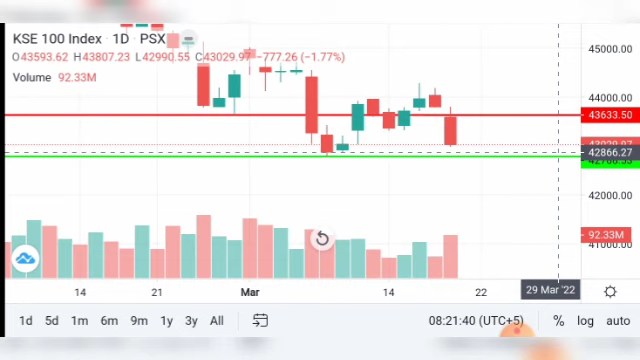 KSE 100 Index · 1D · PSX
O43593.62 H43807.23 L42990.55 C43029.97 −777.26 (−1.77%)
Volume 92.33M
45000.00
44000.00
43633.50
43029.97
42866.27
42000.00
92.33M
41000.00
14 21 Mar 14 22 29 Mar '22
1d 5d 1m 6m 1y 3y All 08:21:40 (UTC+5) % log auto